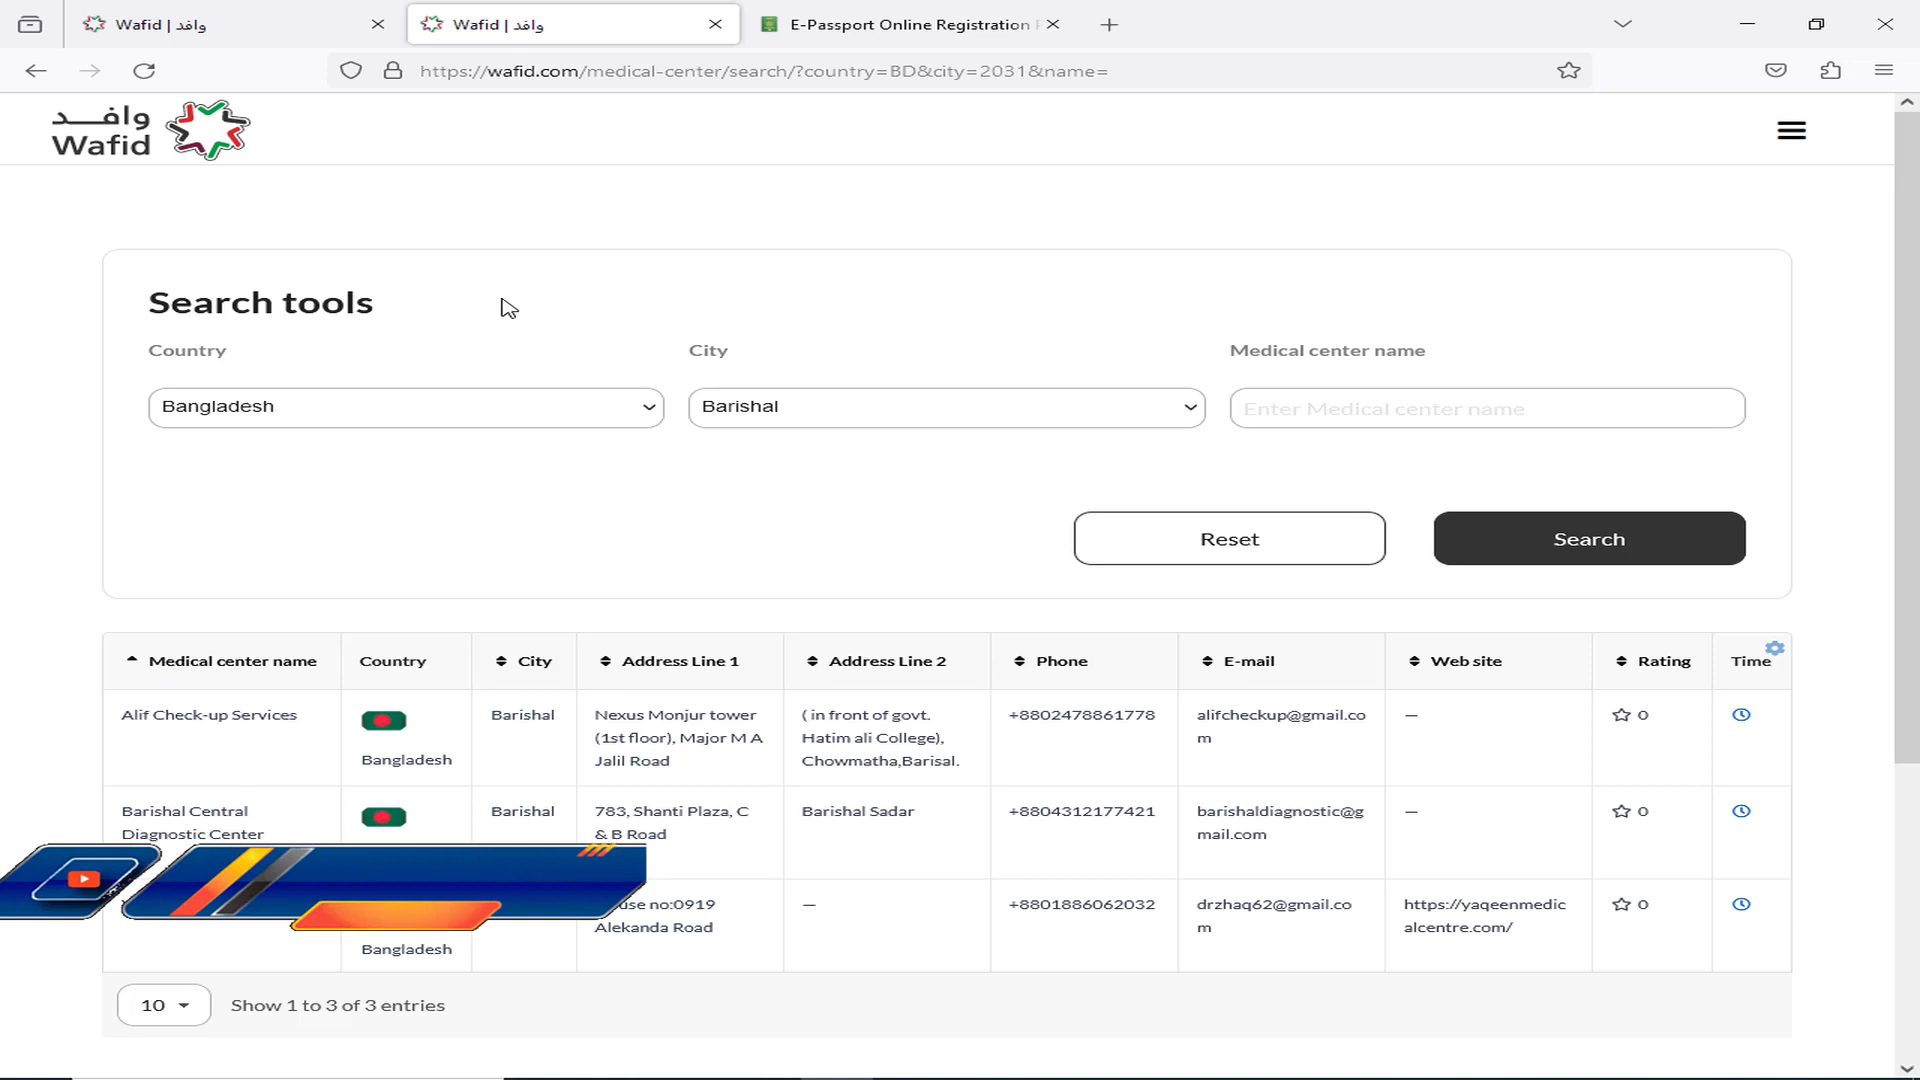 Wafid | وافد
Wafid | وافد
E-Passport Online Registration
https://wafid.com/medical-center/search/?country=BD&city=2031&name=
وافد
Wafid
Search tools
Country
City
Medical center name
Bangladesh
Barishal
Enter Medical center name
Reset
Search
Medical center name
Country
City
Address Line 1
Address Line 2
Phone
E-mail
Web site
Rating
Time
Alif Check-up Services
Bangladesh
Barishal
Nexus Monjur tower
(1st floor), Major M A
Jalil Road
( in front of govt.
Hatim ali College),
Chowmatha,Barisal.
+8802478861778
alifcheckup@gmail.co
m
—
0
Barishal Central
Diagnostic Center
Barishal
783, Shanti Plaza, C
& B Road
Barishal Sadar
+8804312177421
barishaldiagnostic@g
mail.com
—
0
Bangladesh
use no:0919
Alekanda Road
—
+8801886062032
drzhaq62@gmail.co
m
https://yaqeenmedic
alcentre.com/
0
10
Show 1 to 3 of 3 entries